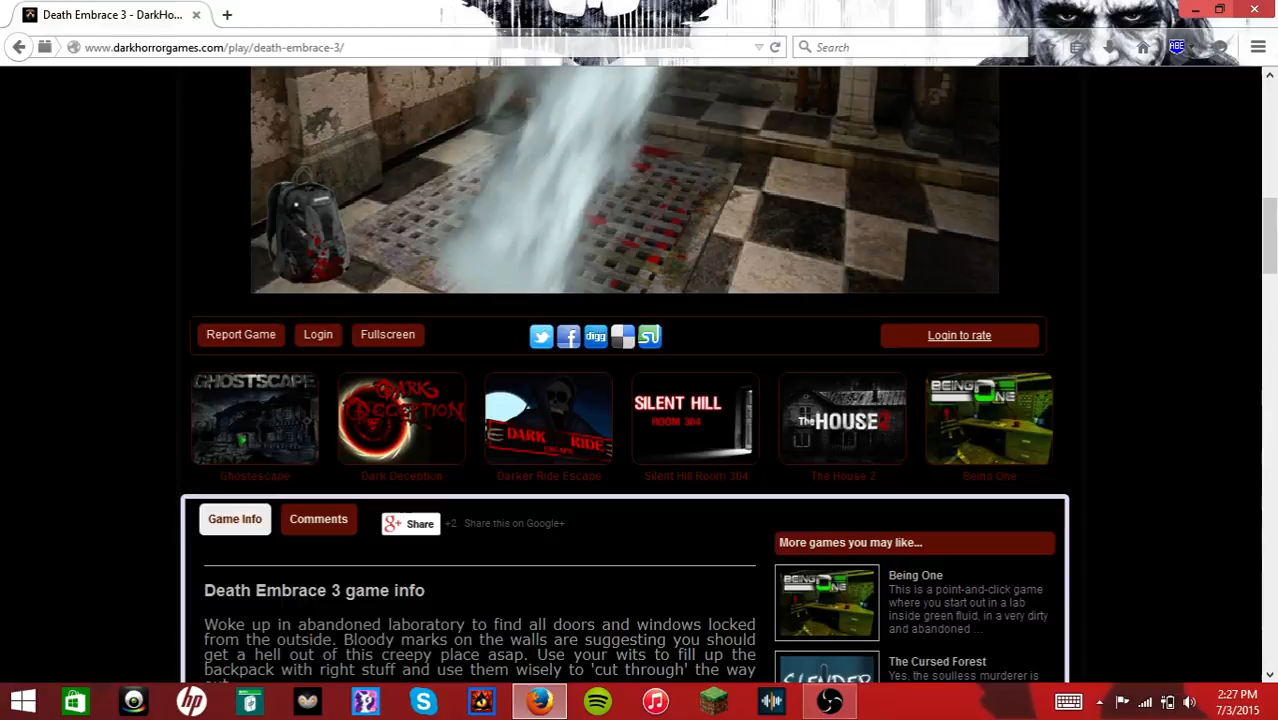 Death Embrace 3 - DarkHo...
www.darkhorrorgames.com/play/death-embrace-3/
Search
ABE
Report Game
Login
Fullscreen
digg
Login to rate
GHOSTSCAPE
DARK
DECEPTION
DARK RIDE
ESCAPE
SILENT HILL
ROOM 304
The HOUSE 2
BEING ONE
Ghostescape
Dark Deception
Darker Ride Escape
Silent Hill Room 304
The House 2
Being One
Game Info
Comments
g+ Share
+2
Share this on Google+
More games you may like...
Death Embrace 3 game info
Woke up in abandoned laboratory to find all doors and windows locked
from the outside. Bloody marks on the walls are suggesting you should
get a hell out of this creepy place asap. Use your wits to fill up the
backpack with right stuff and use them wisely to 'cut through' the way
BEING ONE
Being One
This is a point-and-click game
where you start out in a lab
inside green fluid, in a very dirty
and abandoned ...
SLENDER
The Cursed Forest
Yes, the soulless murderer is
hp
2:27 PM
7/3/2015